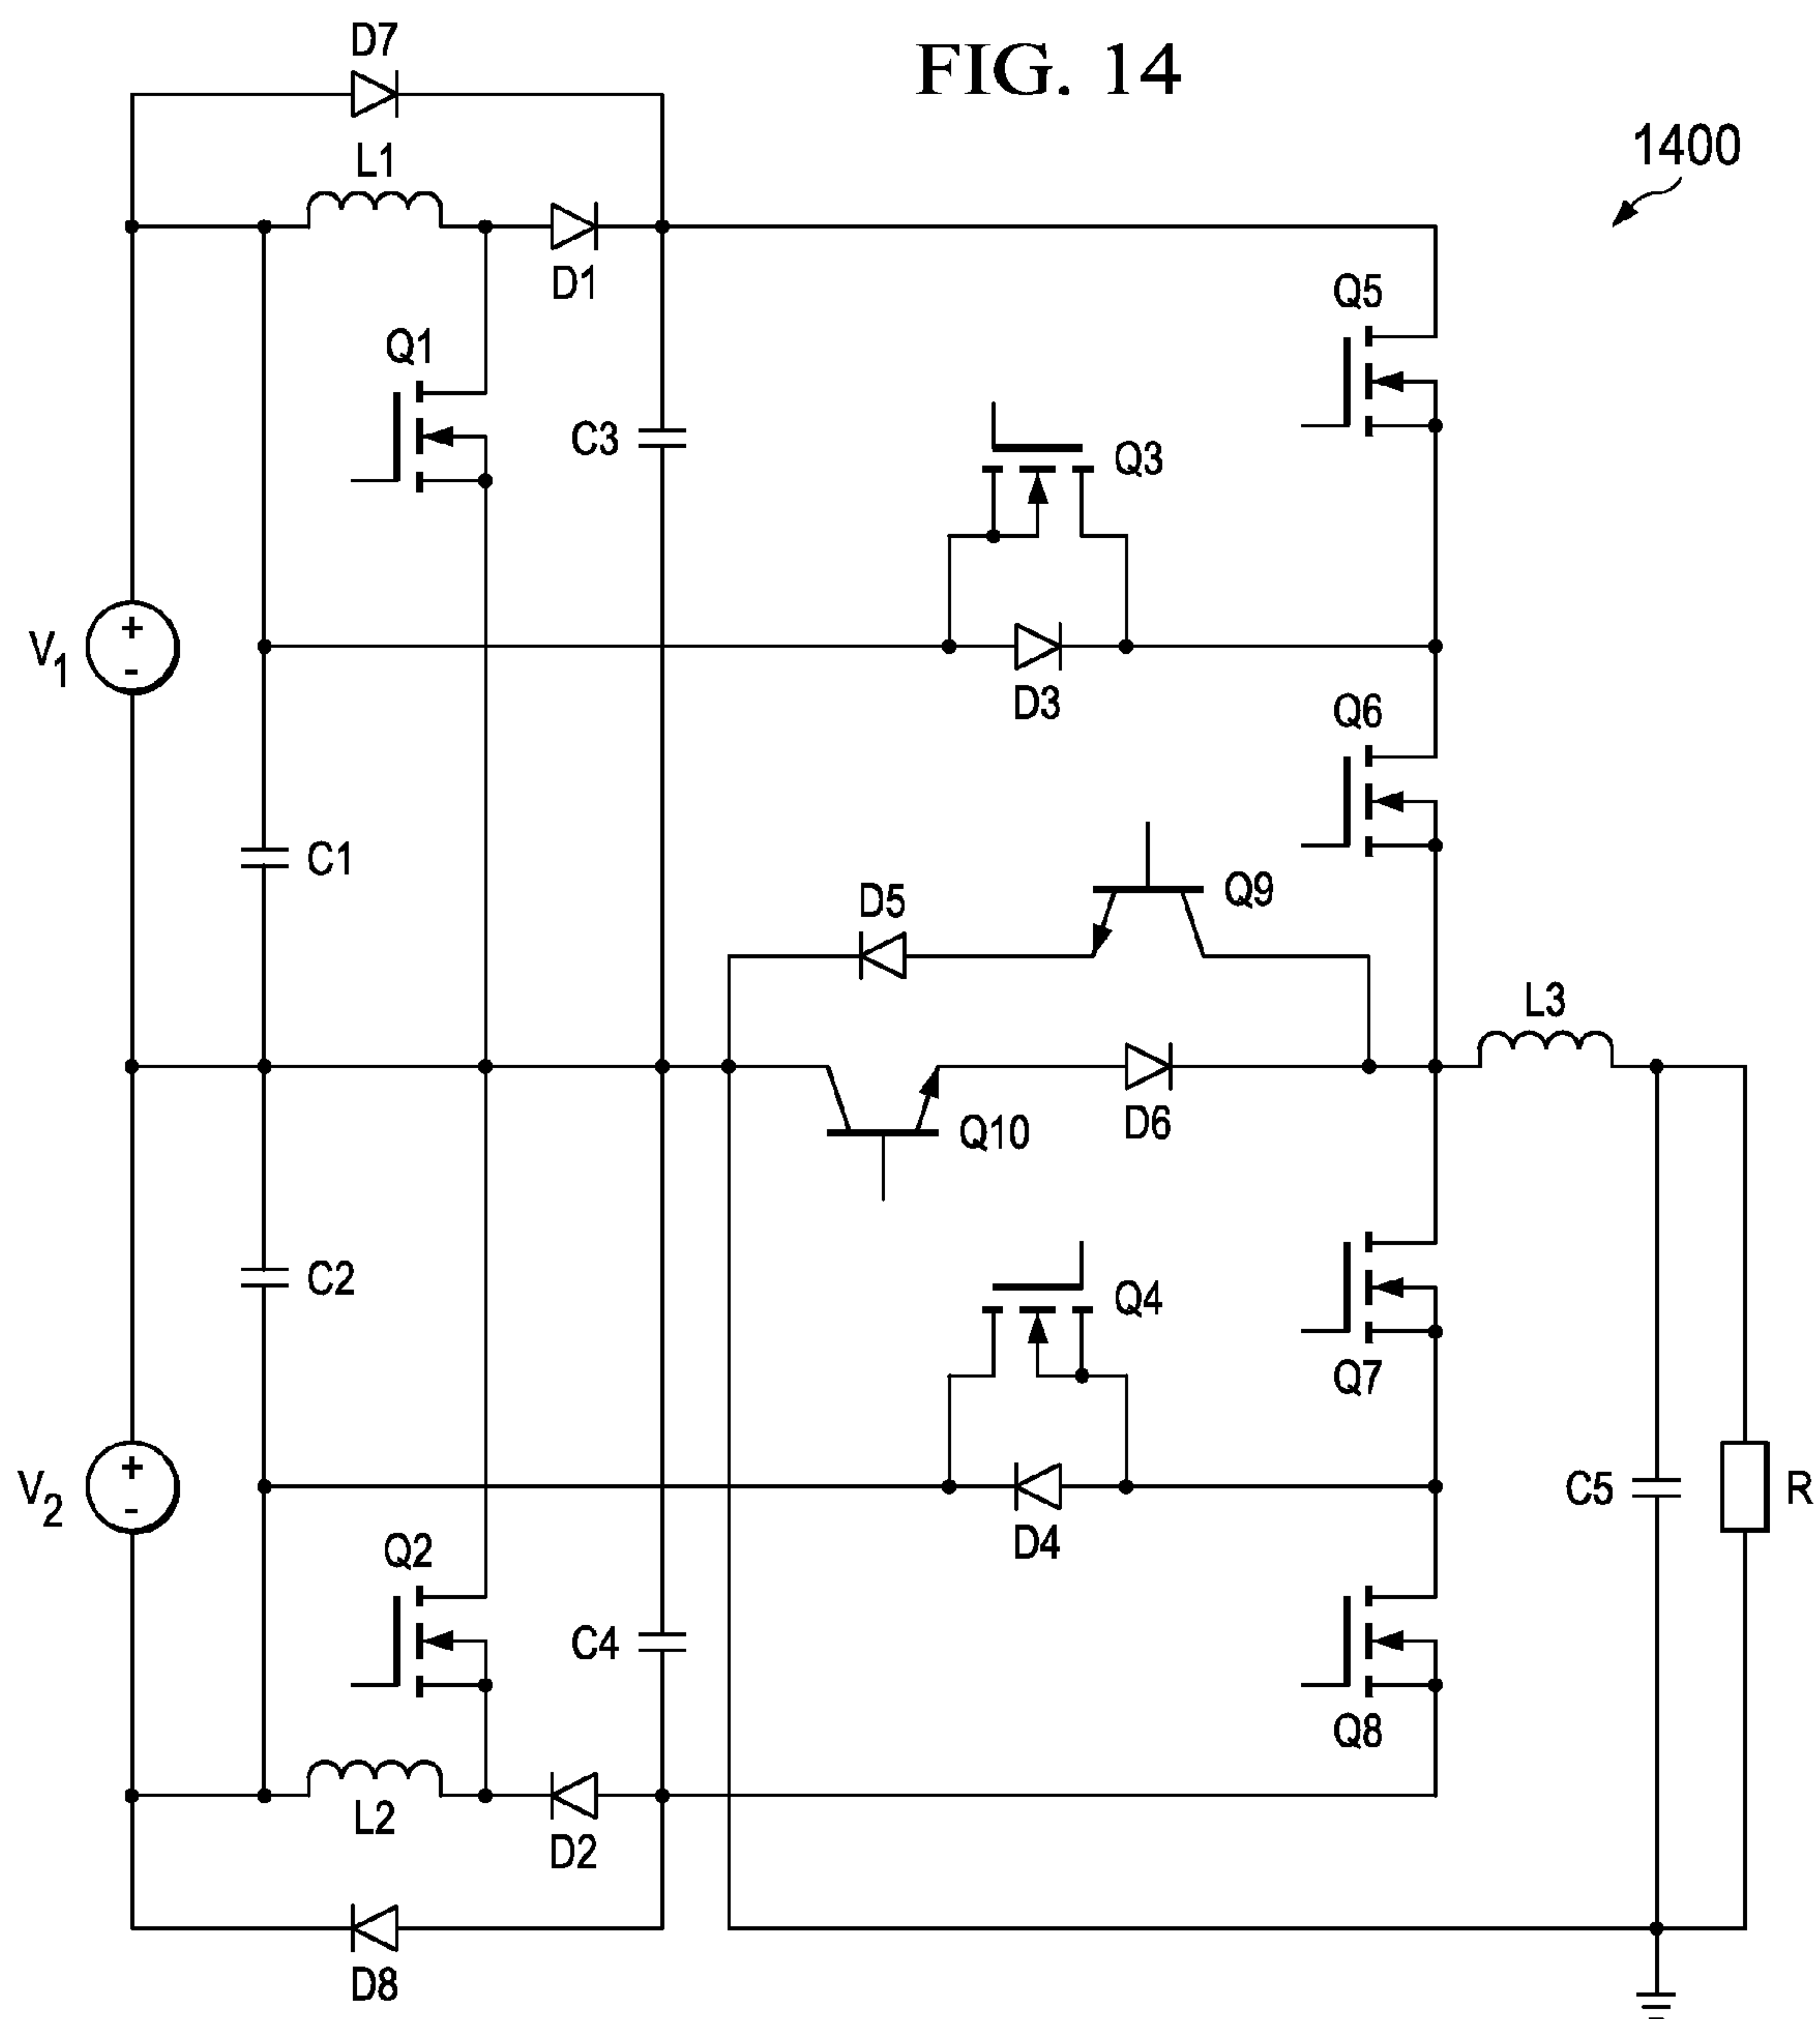 FIG. 14
1400
D7
L1
D1
Q1
C3
Q3
Q5
V1
+
-
D3
Q6
C1
D5
Q9
L3
Q10
D6
C2
Q4
Q7
V2
+
-
D4
C5
R
Q2
C4
Q8
L2
D2
D8